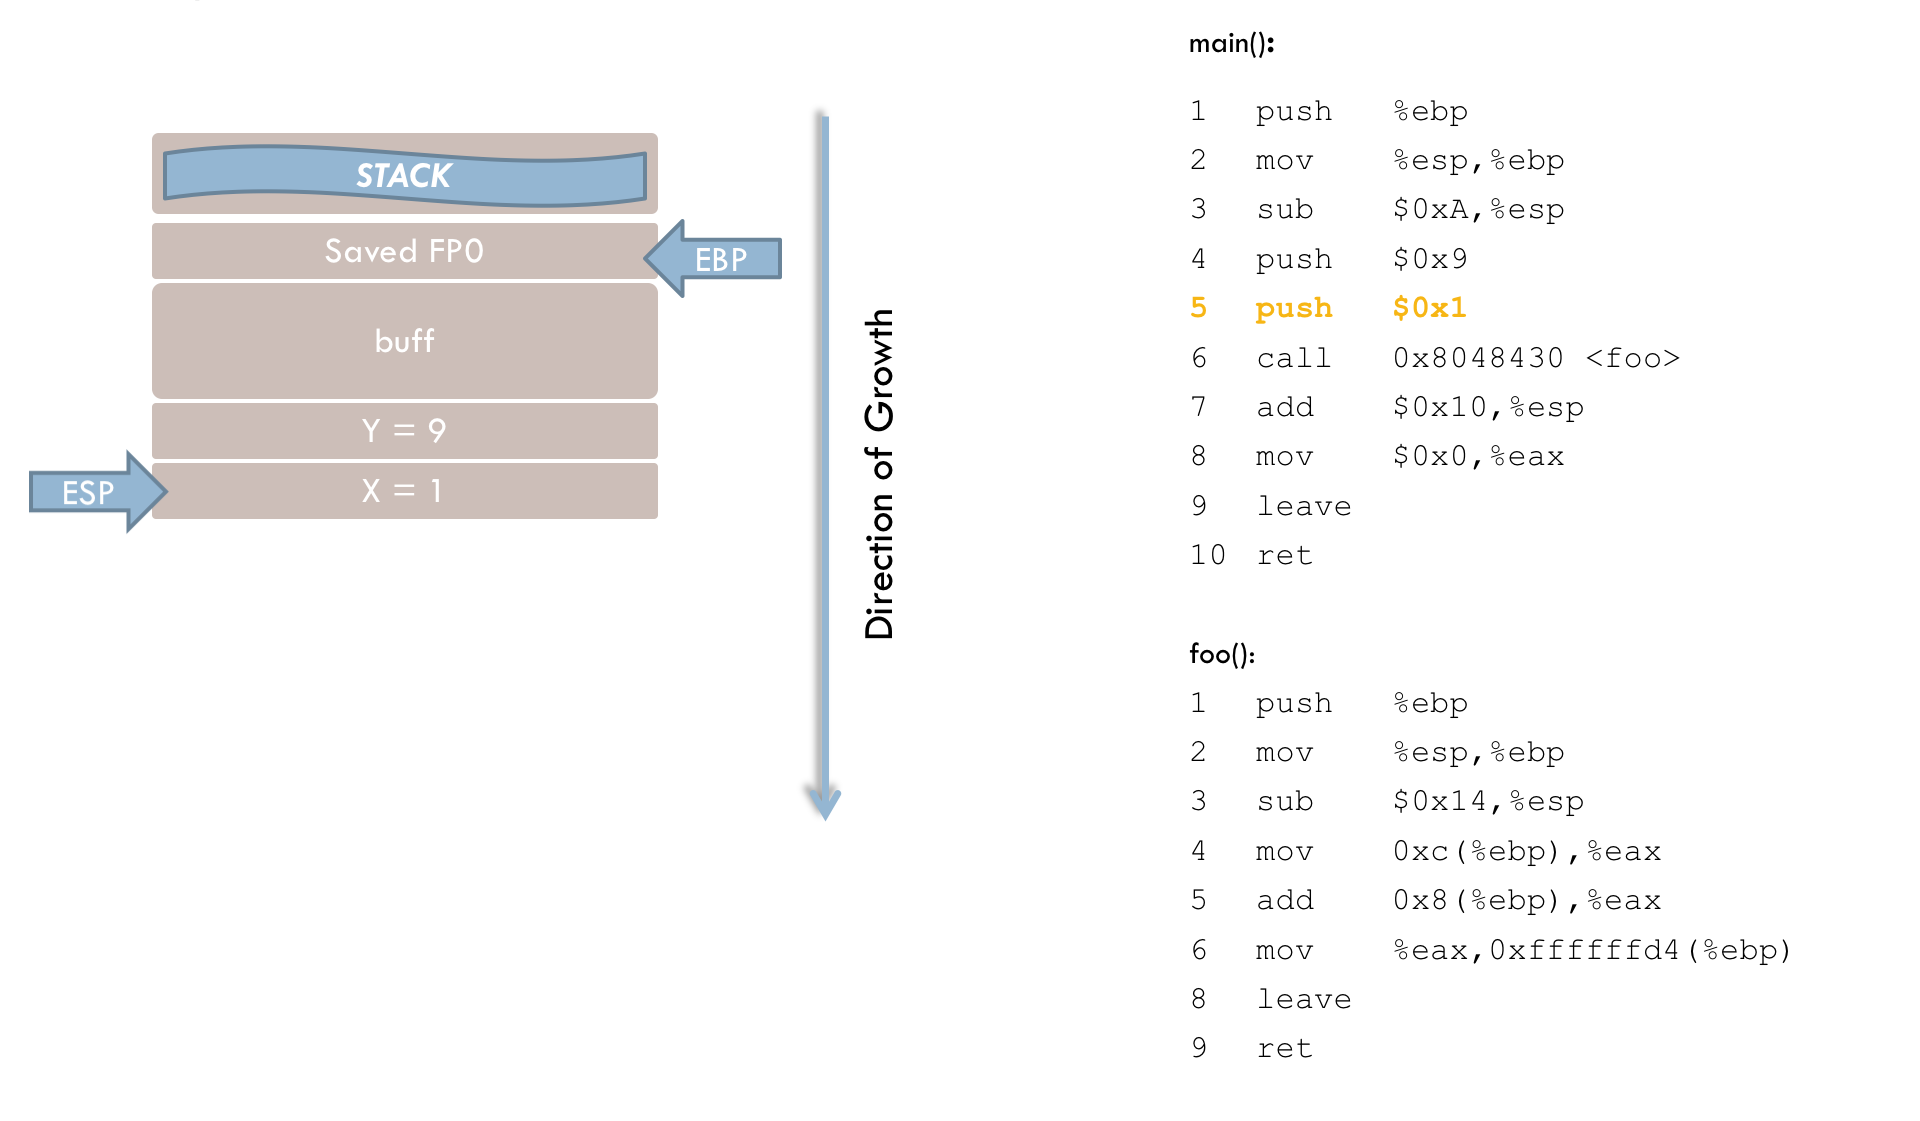 STACK
Saved FP0
EBP
buff
Y = 9
ESP
X = 1
Direction of Growth
main():
1 push %ebp
2 mov %esp,%ebp
3 sub $0xA,%esp
4 push $0x9
5 push $0x1
6 call 0x8048430 <foo>
7 add $0x10,%esp
8 mov $0x0,%eax
9 leave
10 ret
foo():
1 push %ebp
2 mov %esp,%ebp
3 sub $0x14,%esp
4 mov 0xc(%ebp),%eax
5 add 0x8(%ebp),%eax
6 mov %eax,0xffffffd4(%ebp)
8 leave
9 ret